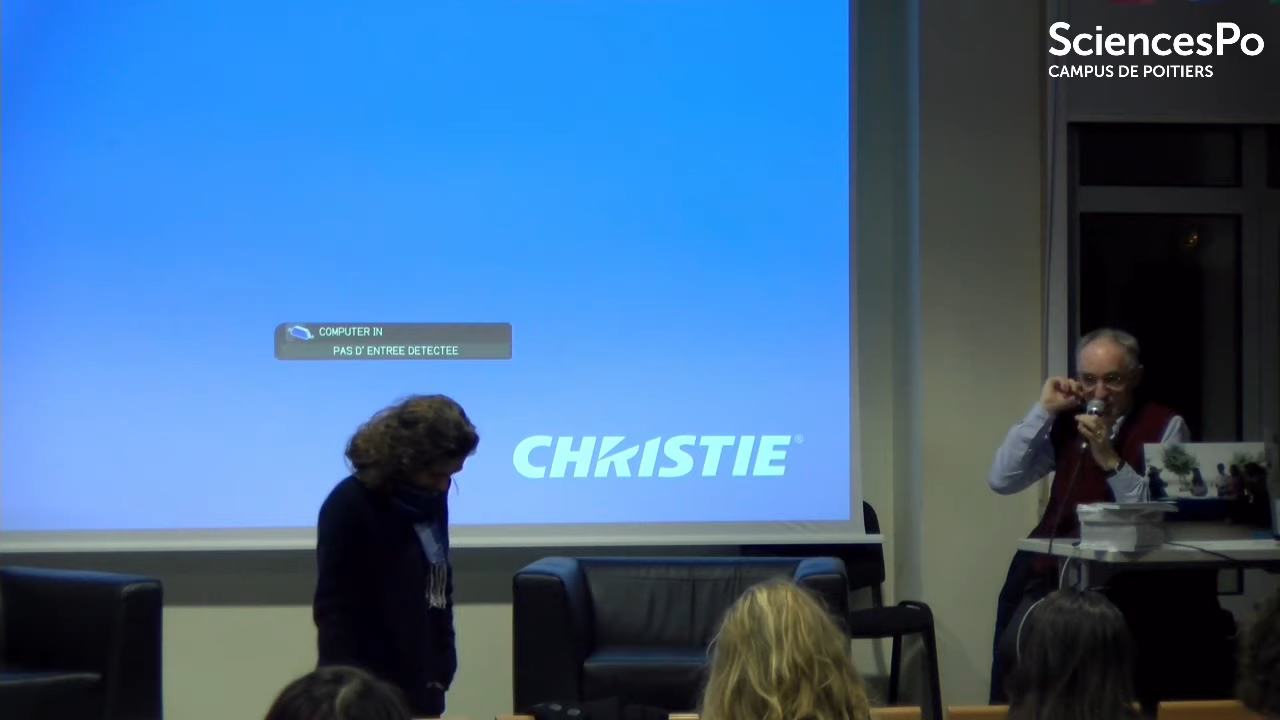 SciencesPo
CAMPUS DE POITIERS
COMPUTER IN
PAS D' ENTREE DETECTEE
CHRISTIE®